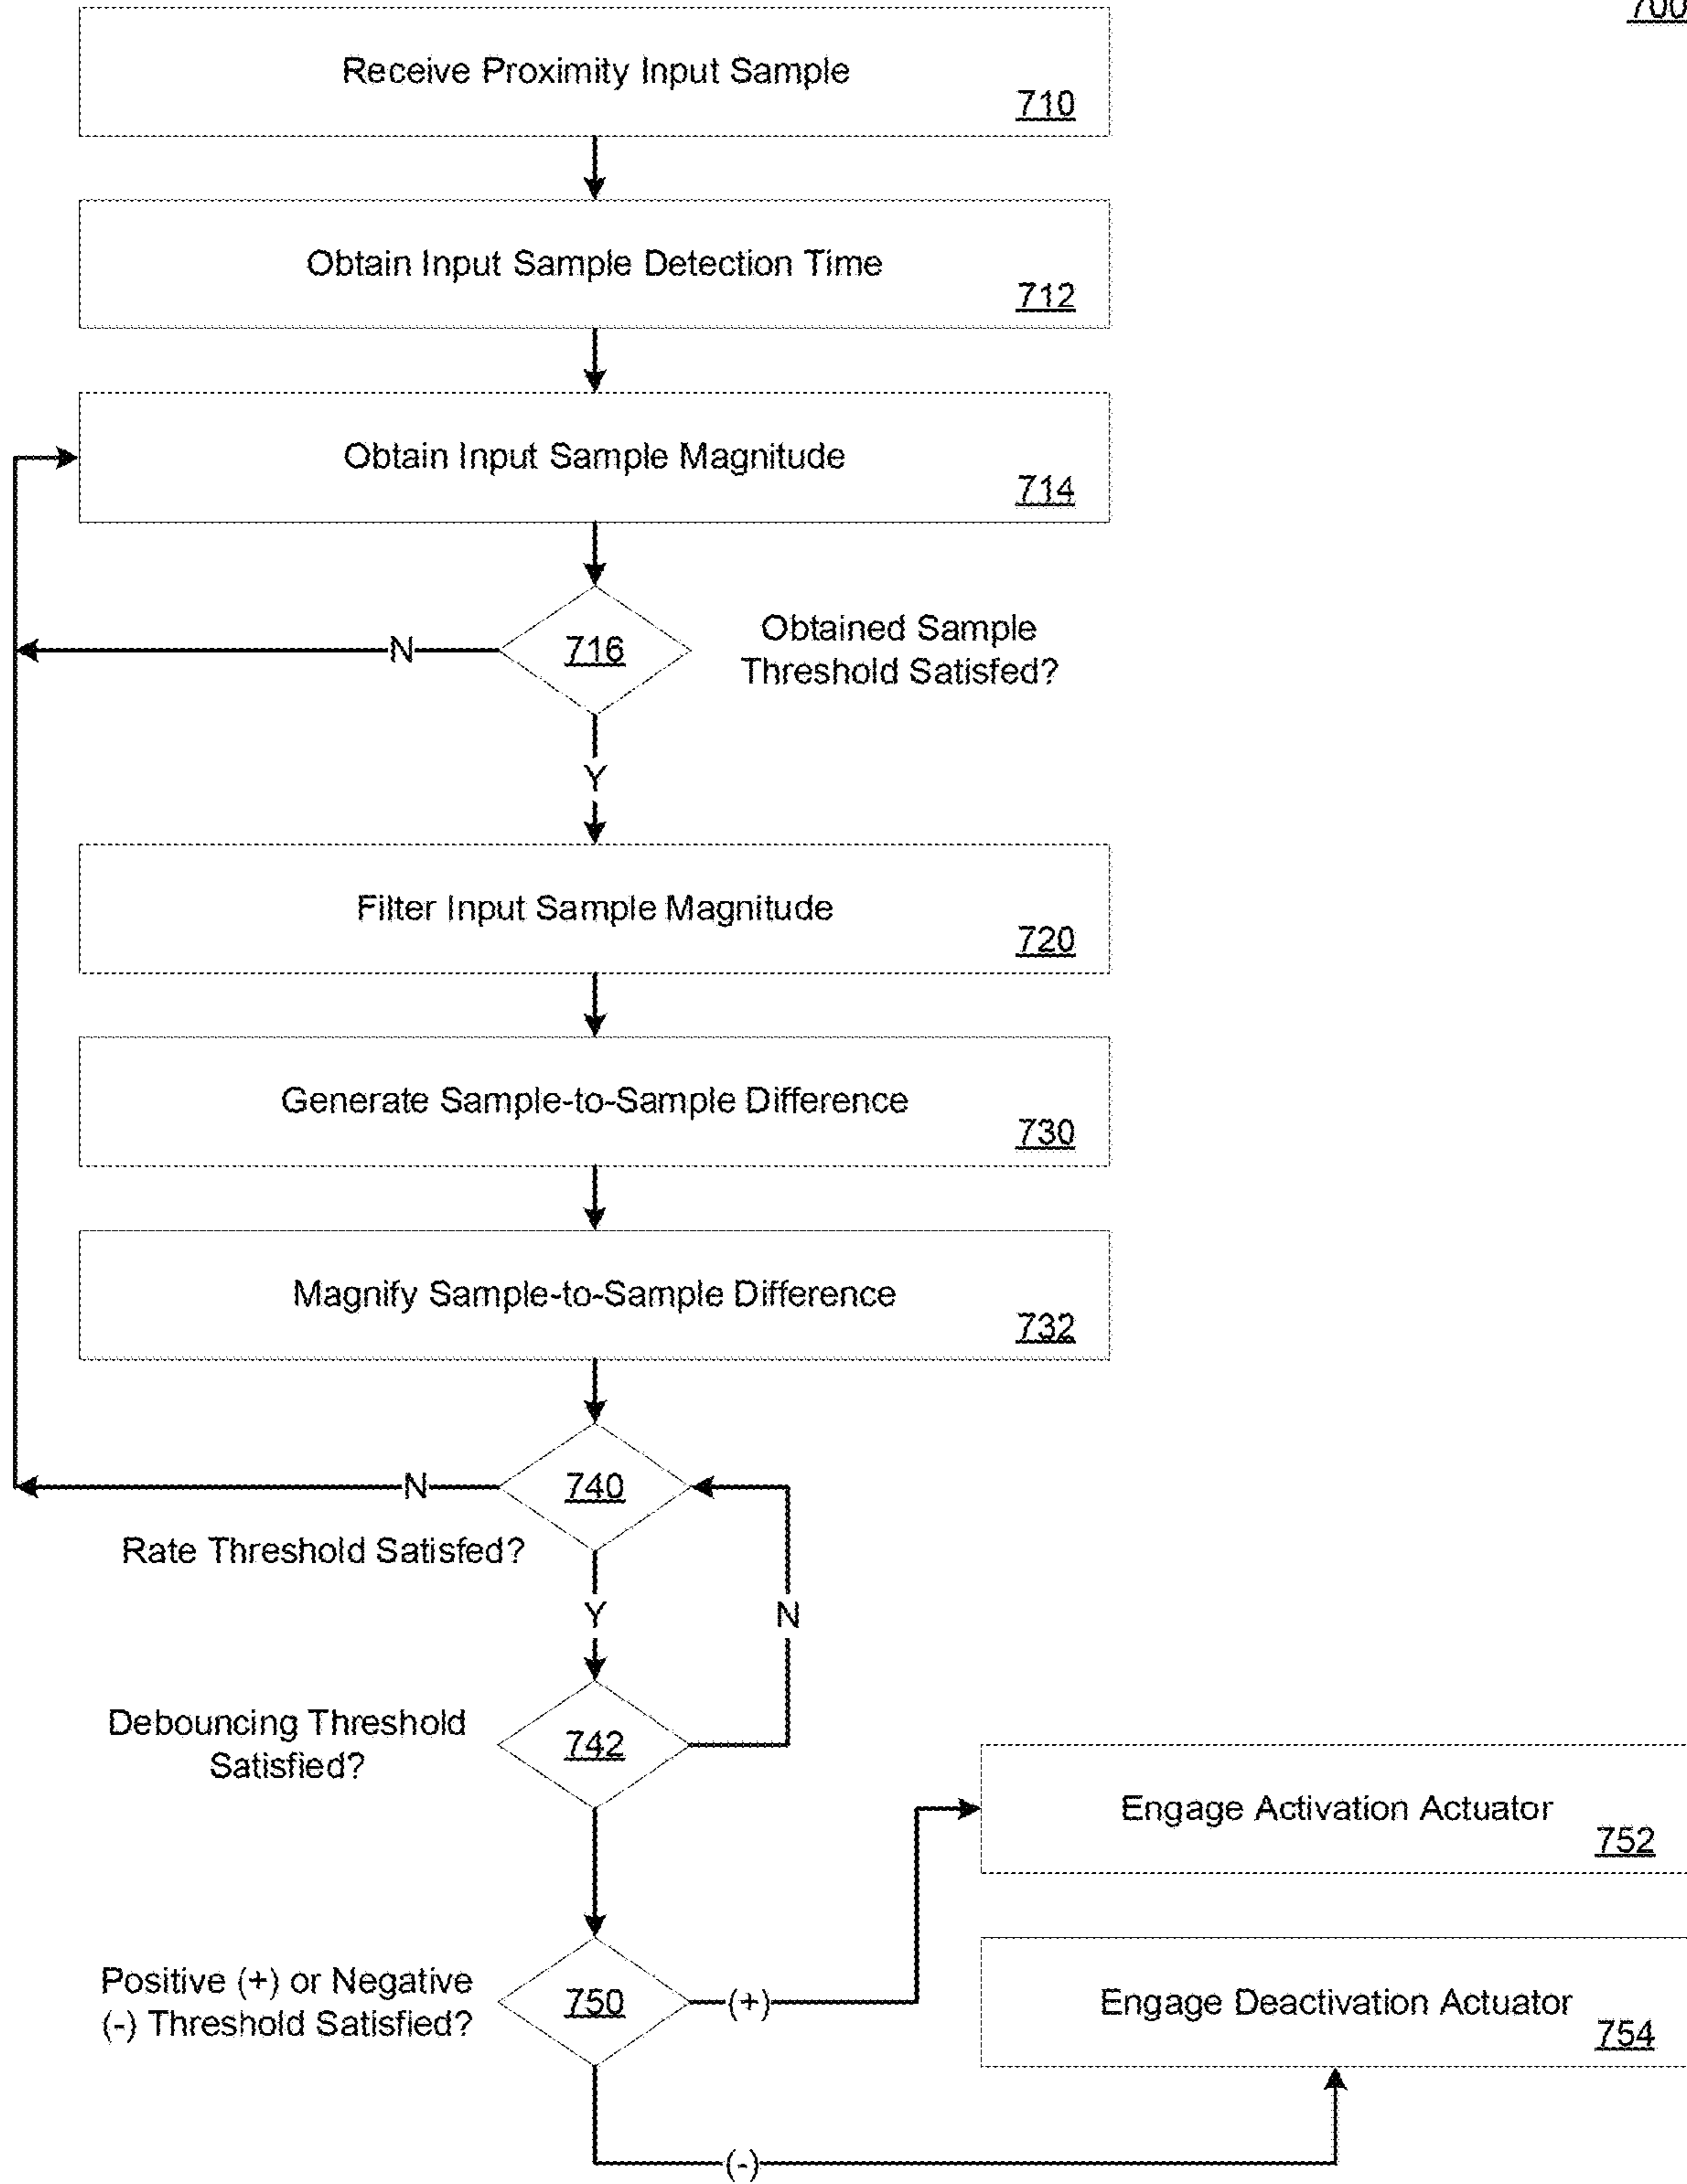 700
Receive Proximity Input Sample
710
Obtain Input Sample Detection Time
712
Obtain Input Sample Magnitude
714
N
716
Obtained Sample
Threshold Satisfed?
Y
Filter Input Sample Magnitude
720
Generate Sample-to-Sample Difference
730
Magnify Sample-to-Sample Difference
732
N
740
Rate Threshold Satisfed?
Y
N
Debouncing Threshold
Satisfied?
742
Engage Activation Actuator
752
Positive (+) or Negative
(-) Threshold Satisfied?
750
(+)
Engage Deactivation Actuator
754
(-)